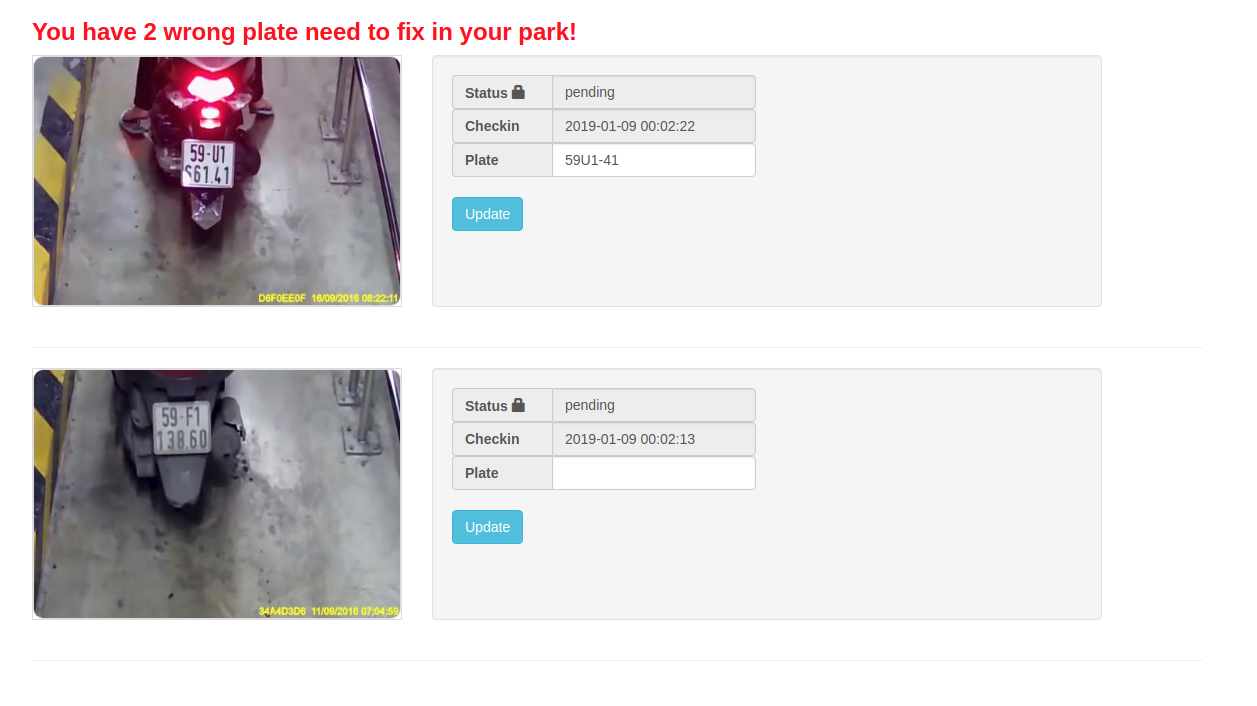 You have 2 wrong plate need to fix in your park!
59-U1
661.41
D6F0EE0F 16/09/2016 06:22:11
Status
pending
Checkin
2019-01-09 00:02:22
Plate
59U1-41
Update
59-F1
138.60
34A4D3D6 11/09/2016 07:04:59
Status
pending
Checkin
2019-01-09 00:02:13
Plate
Update